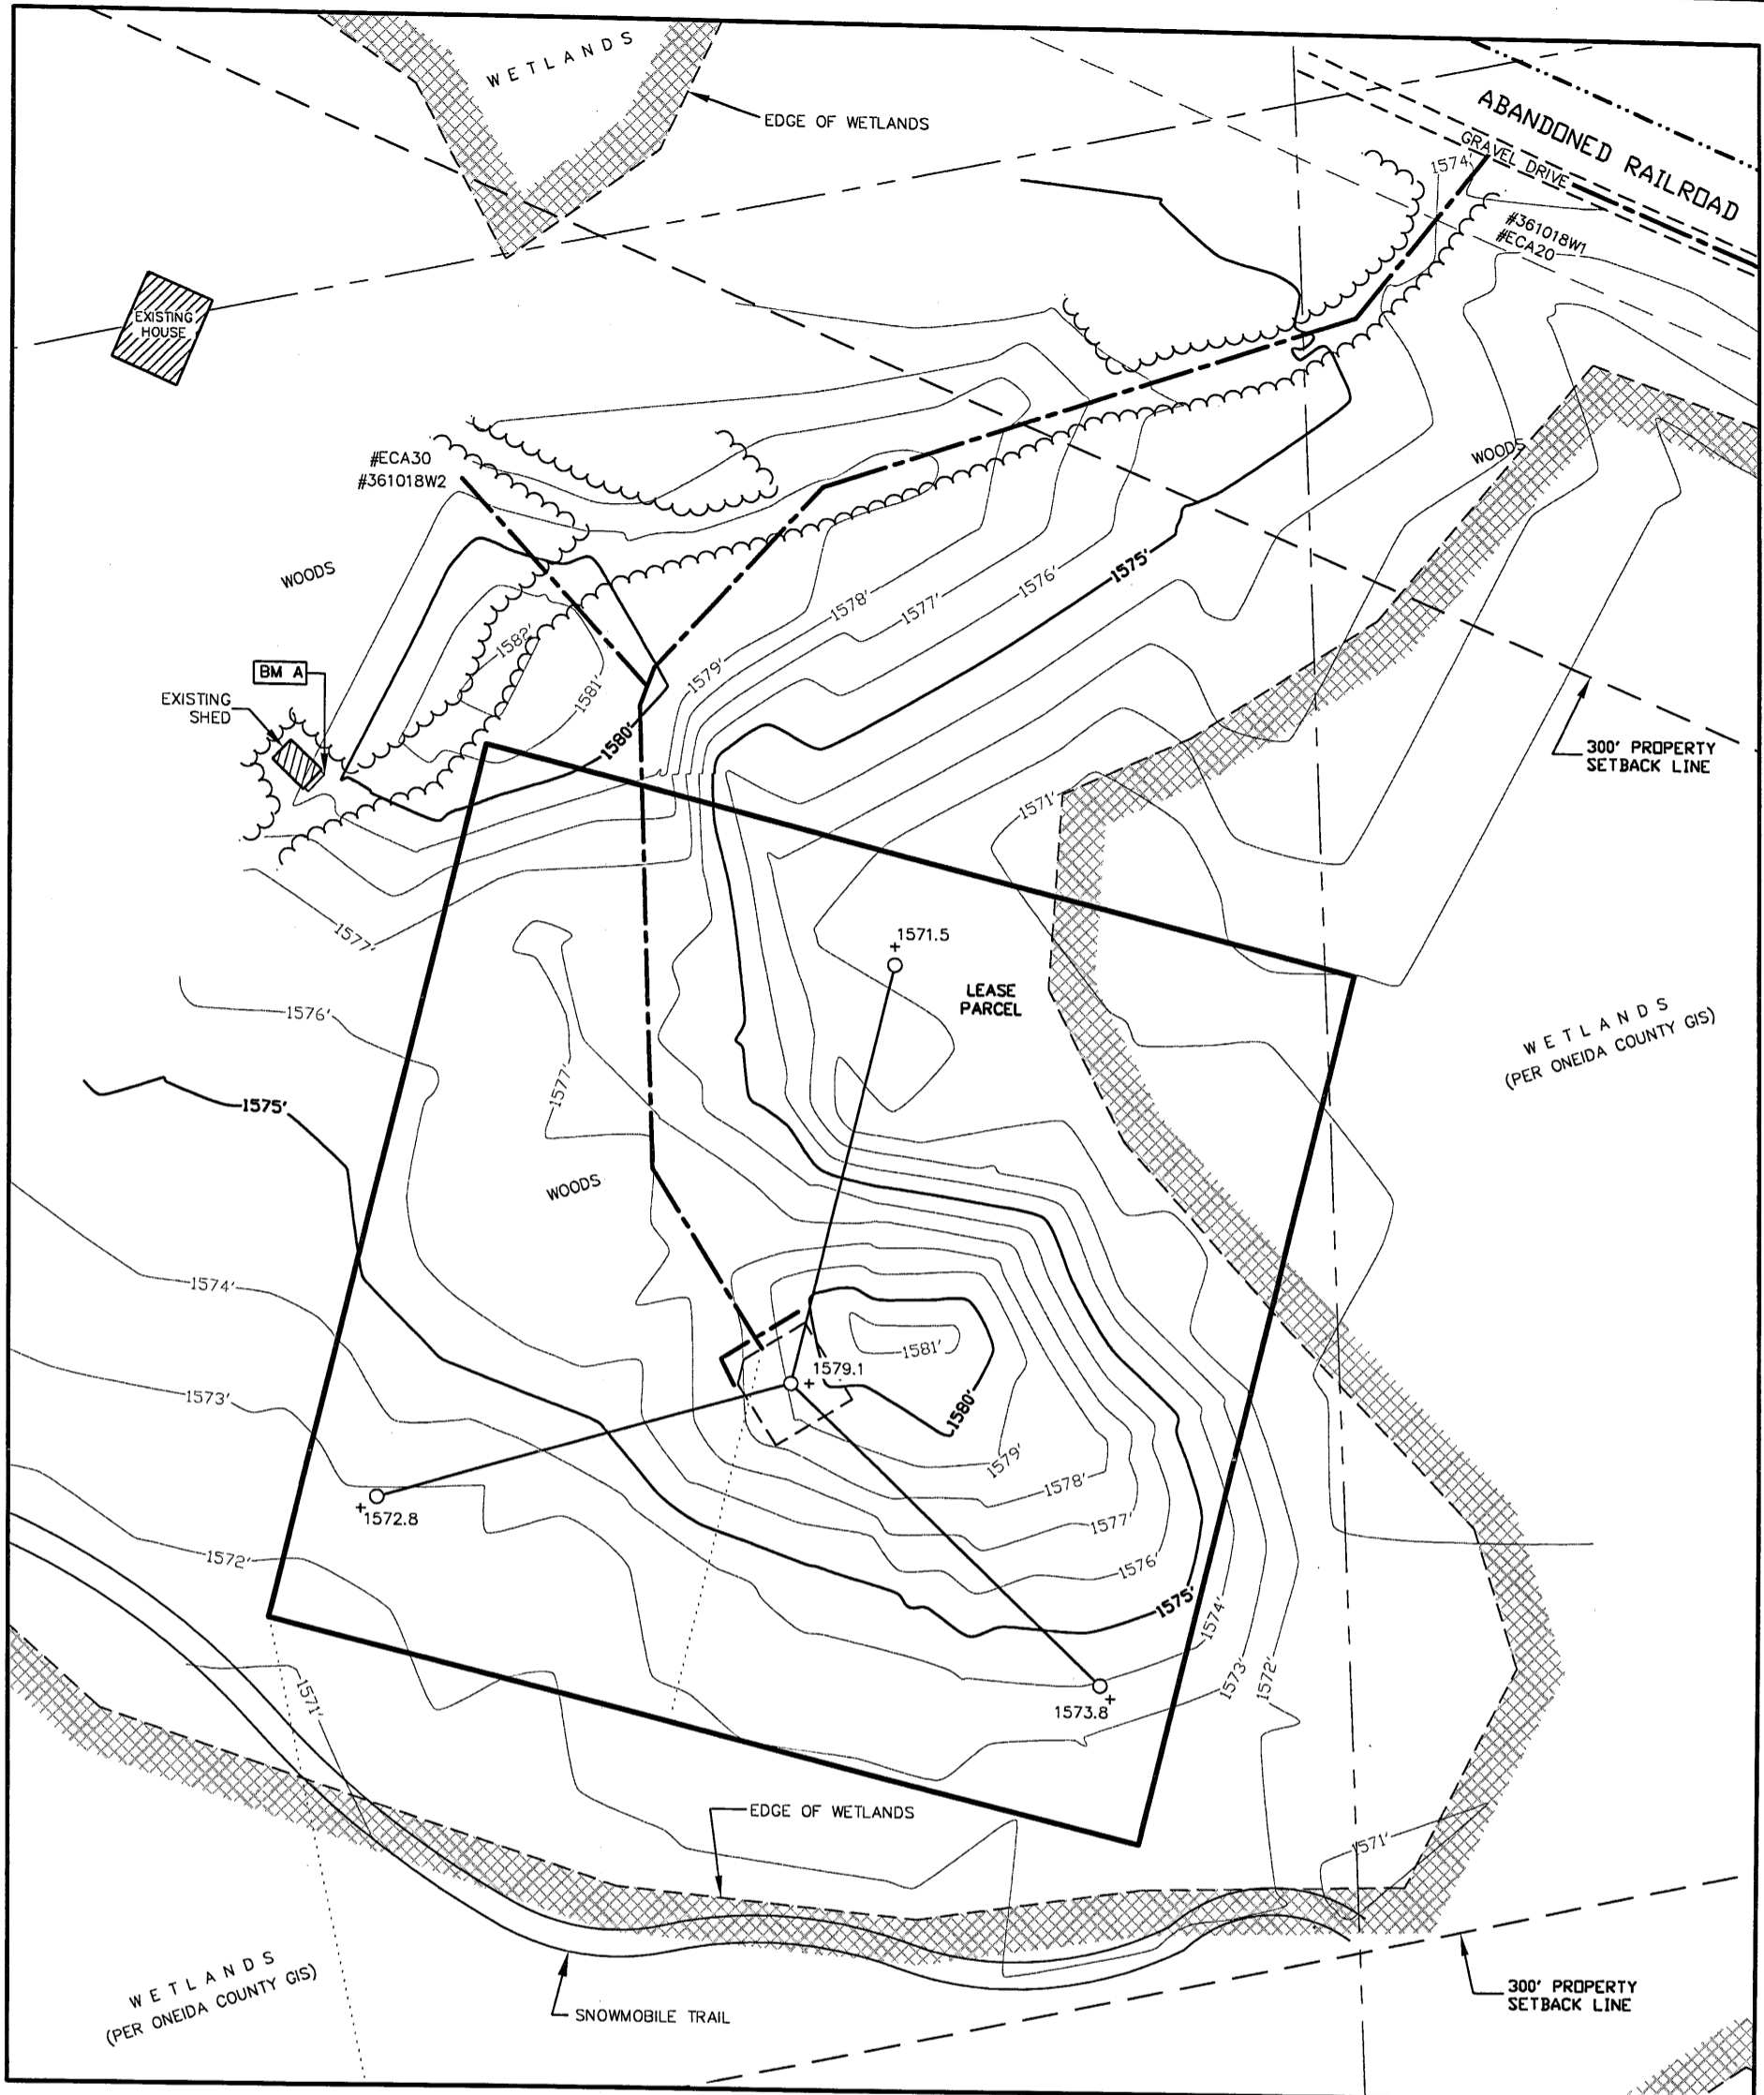 WETLANDS
EDGE OF WETLANDS
ABANDONED RAILROAD
GRAVEL DRIVE
1574'
#361018W1
#ECA20
EXISTING
HOUSE
#ECA30
#361018W2
WOODS
WOODS
1578'
1577'
1576'
1575'
1582'
1579'
1581'
1580'
BM A
EXISTING
SHED
300' PROPERTY
SETBACK LINE
1571'
1577'
1571.5
LEASE
PARCEL
1576'
WETLANDS
(PER ONEIDA COUNTY GIS)
1575'
1577'
WOODS
1574'
1581'
1579.1
1573'
1580'
1579'
1578'
1572.8
1577'
1572'
1576'
1575'
1574'
1573'
1572'
1571'
1573.8
EDGE OF WETLANDS
1571'
WETLANDS
(PER ONEIDA COUNTY GIS)
SNOWMOBILE TRAIL
300' PROPERTY
SETBACK LINE